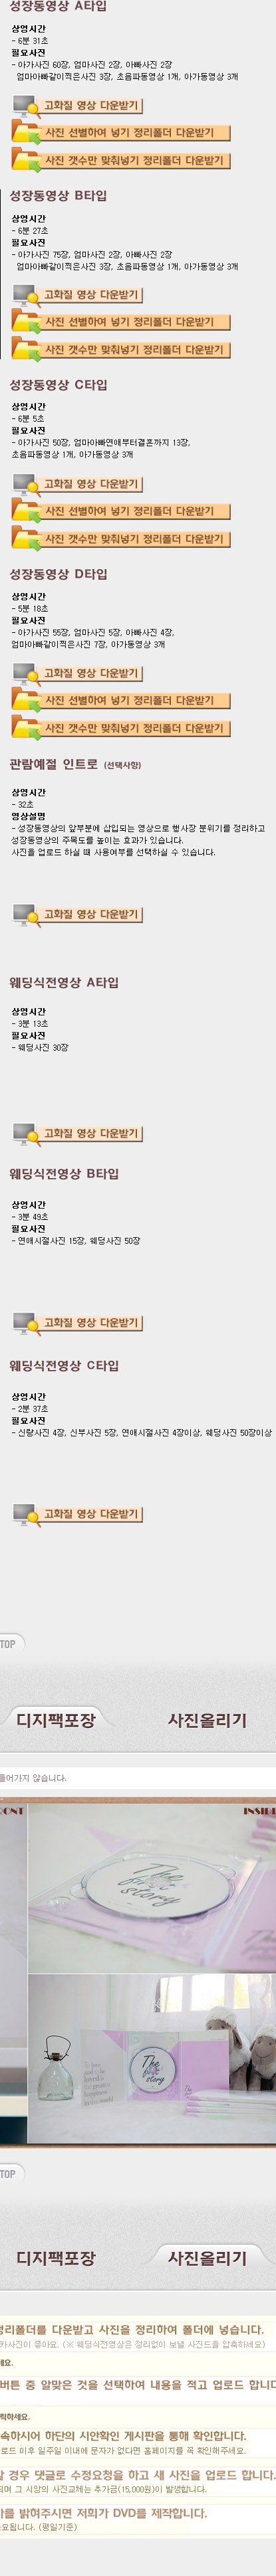 성장동영상 A타입
상영시간
- 6분 31초
필요사진
- 아가사진 60장, 엄마사진 2장, 아빠사진 2장
엄마아빠같이찍은사진 3장, 초음파동영상 1개, 아가동영상 3개
고화질 영상 다운받기
사진 선별하여 넣기 정리폴더 다운받기
사진 갯수만 맞춰넣기 정리폴더 다운받기
성장동영상 B타입
상영시간
- 6분 27초
필요사진
- 아가사진 75장, 엄마사진 2장, 아빠사진 2장
엄마아빠같이찍은사진 3장, 초음파동영상 1개, 아가동영상 3개
고화질 영상 다운받기
사진 선별하여 넣기 정리폴더 다운받기
사진 갯수만 맞춰넣기 정리폴더 다운받기
성장동영상 C타입
상영시간
- 6분 5초
필요사진
- 아가사진 50장, 엄마아빠연애부터결혼까지 13장,
초음파동영상 1개, 아가동영상 3개
고화질 영상 다운받기
사진 선별하여 넣기 정리폴더 다운받기
사진 갯수만 맞춰넣기 정리폴더 다운받기
성장동영상 D타입
상영시간
- 5분 18초
필요사진
- 아가사진 55장, 엄마사진 5장, 아빠사진 4장,
엄마아빠같이찍은사진 7장, 아가동영상 3개
고화질 영상 다운받기
사진 선별하여 넣기 정리폴더 다운받기
사진 갯수만 맞춰넣기 정리폴더 다운받기
관람예절 인트로 (선택사항)
상영시간
- 32초
영상설명
- 성장동영상의 앞부분에 삽입되는 영상으로 행사장 분위기를 정리하고
성장동영상의 주목도를 높이는 효과가 있습니다.
사진을 업로드 하실 때 사용여부를 선택하실 수 있습니다.
고화질 영상 다운받기
웨딩식전영상 A타입
상영시간
- 3분 13초
필요사진
- 웨딩사진 30장
고화질 영상 다운받기
웨딩식전영상 B타입
상영시간
- 3분 49초
필요사진
- 연애시절사진 15장, 웨딩사진 50장
고화질 영상 다운받기
웨딩식전영상 C타입
상영시간
- 2분 37초
필요사진
- 신랑사진 4장, 신부사진 5장, 연애시절사진 4장이상, 웨딩사진 50장이상
고화질 영상 다운받기
TOP
디지팩포장 사진올리기
들어가지 않습니다.
The first story
The first story
TOP
디지팩포장 사진올리기
정리폴더를 다운받고 사진을 정리하여 폴더에 넣습니다.
카사진이 좋아요. (※ 웨딩식전영상은 정리없이 보낼 사진드를 압축하세요)
세요.
버튼 중 알맞은 것을 선택하여 내용을 적고 업로드 합니다
릭하세요.
속하시어 하단의 시안확인 게시판을 통해 확인합니다.
로드 이후 일주일 이내에 문자가 없다면 홈페이지를 꼭 확인해주세요.
할 경우 댓글로 수정요청을 하고 새 사진을 업로드 합니다.
되며 그 시안의 사진교체는 추가금(15,000원)이 발생합니다.
사를 밝혀주시면 저희가 DVD를 제작합니다.
소요됩니다. (평일기준)